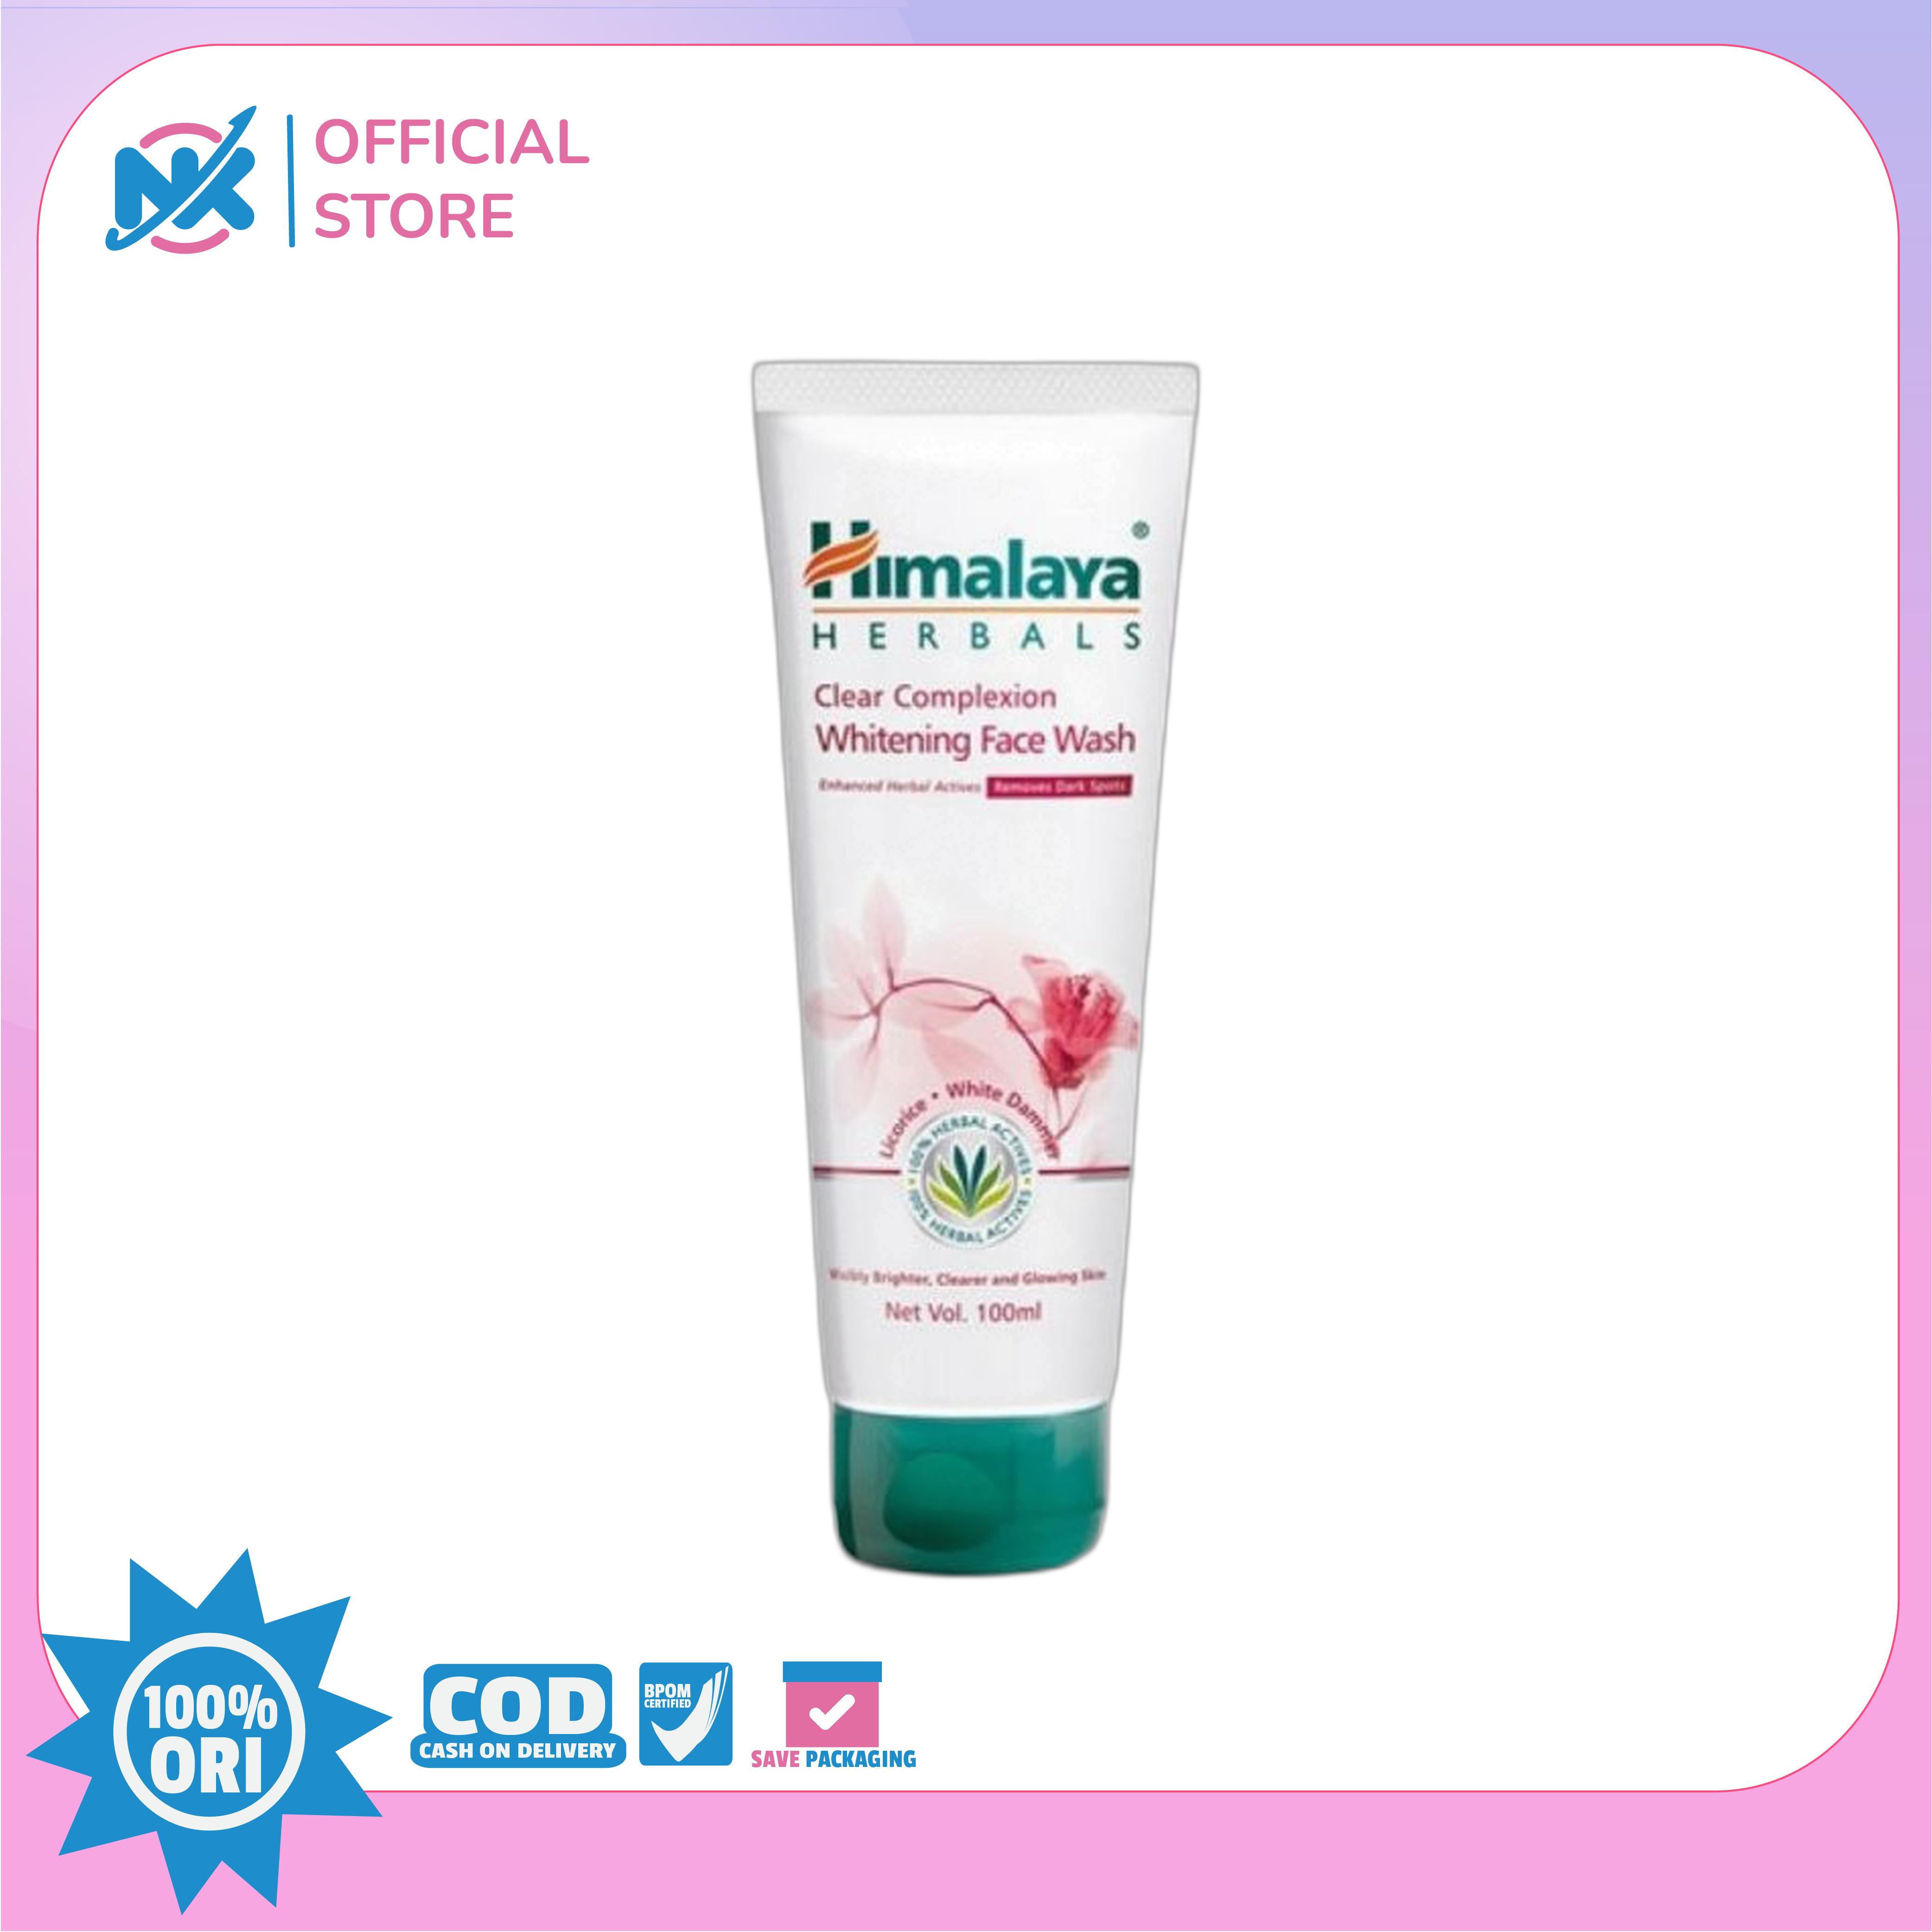 NK
OFFICIAL
STORE
Himalaya®
HERBALS
Clear Complexion
Whitening Face Wash
Enhanced Herbal Actives Removes Dark Spots
Licorice • White Dammer
100% HERBAL ACTIVES
100% HERBAL ACTIVES
Visibly Brighter, Clearer and Glowing Skin
Net Vol. 100ml
100%
ORI
COD
CASH ON DELIVERY
BPOM
CERTIFIED
SAVE PACKAGING